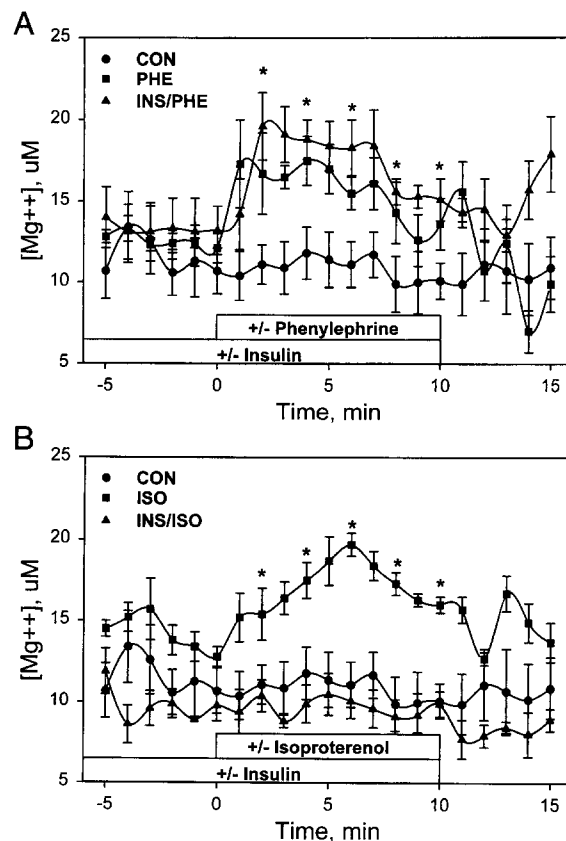 A
25
20
15
10
5
[Mg++], uM
CON
PHE
INS/PHE
* * * * *
+/- Phenylephrine
+/- Insulin
-5 0 5 10 15
Time, min
B
25
20
15
10
5
[Mg++], uM
CON
ISO
INS/ISO
* * * * *
+/- Isoproterenol
+/- Insulin
-5 0 5 10 15
Time, min